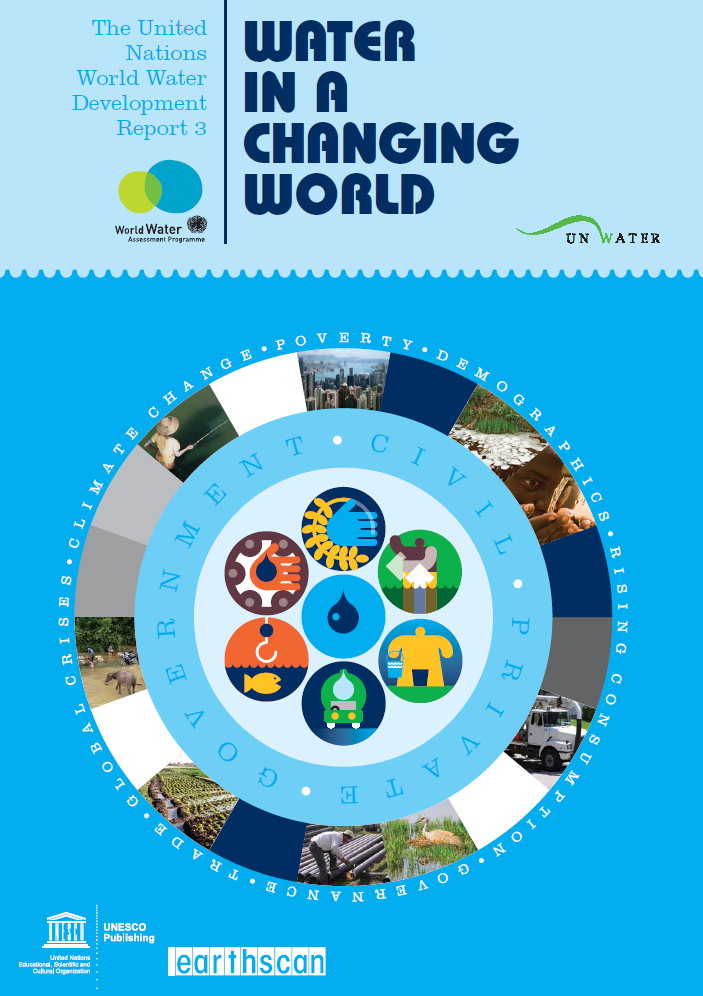 The United
Nations
World Water
Development
Report 3
WATER
IN A
CHANGING
WORLD
World Water
Assessment Programme
UN WATER
CLIMATE CHANGE • POVERTY • DEMOGRAPHICS • RISING CONSUMPTION • GOVERNANCE • TRADE • GLOBAL CRISES •
GOVERNMENT • CIVIL • PRIVATE •
United Nations
Educational, Scientific and
Cultural Organization
UNESCO
Publishing
earthscan